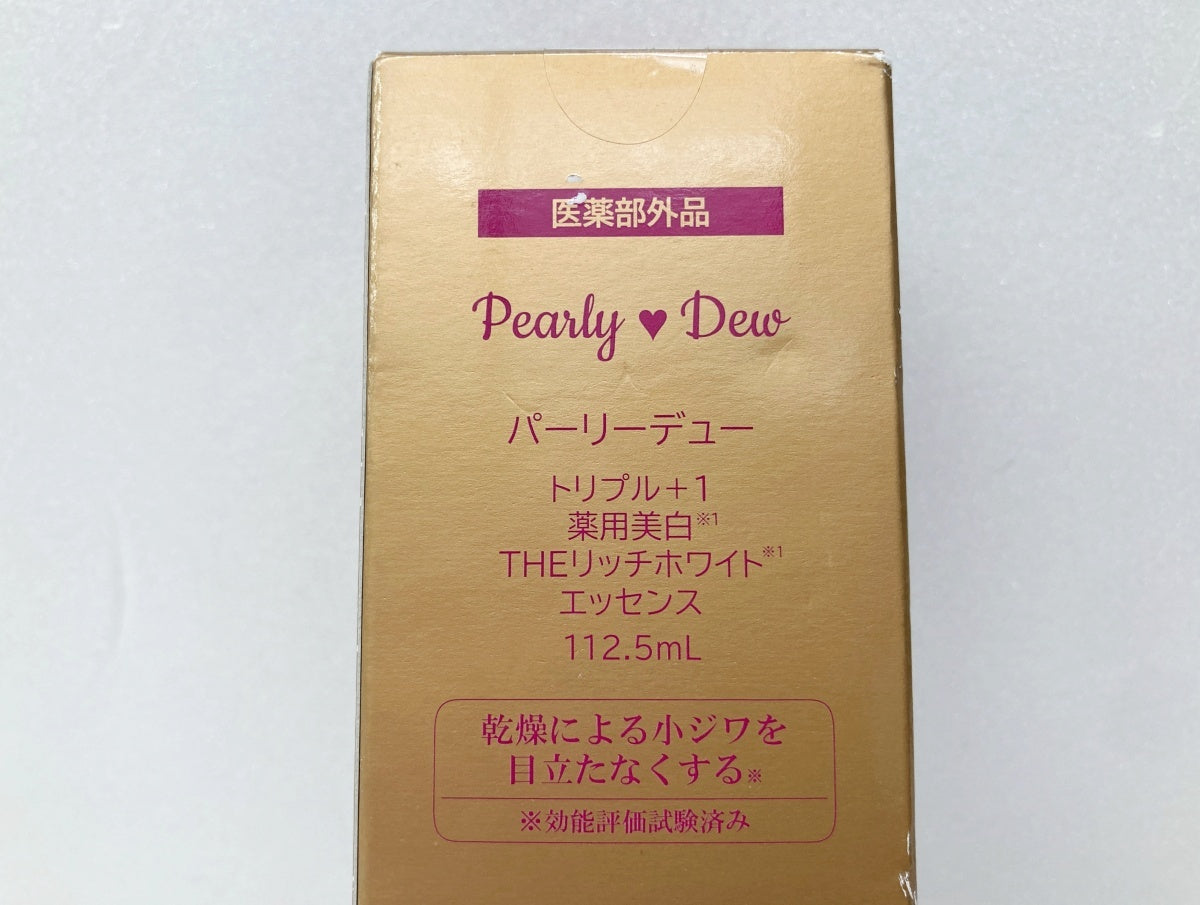 医薬部外品
Pearly ♥ Dew
パーリーデュー
トリプル+1
薬用美白※1
THEリッチホワイト※1
エッセンス
112.5mL
乾燥による小ジワを
目立たなくする※
※効能評価試験済み